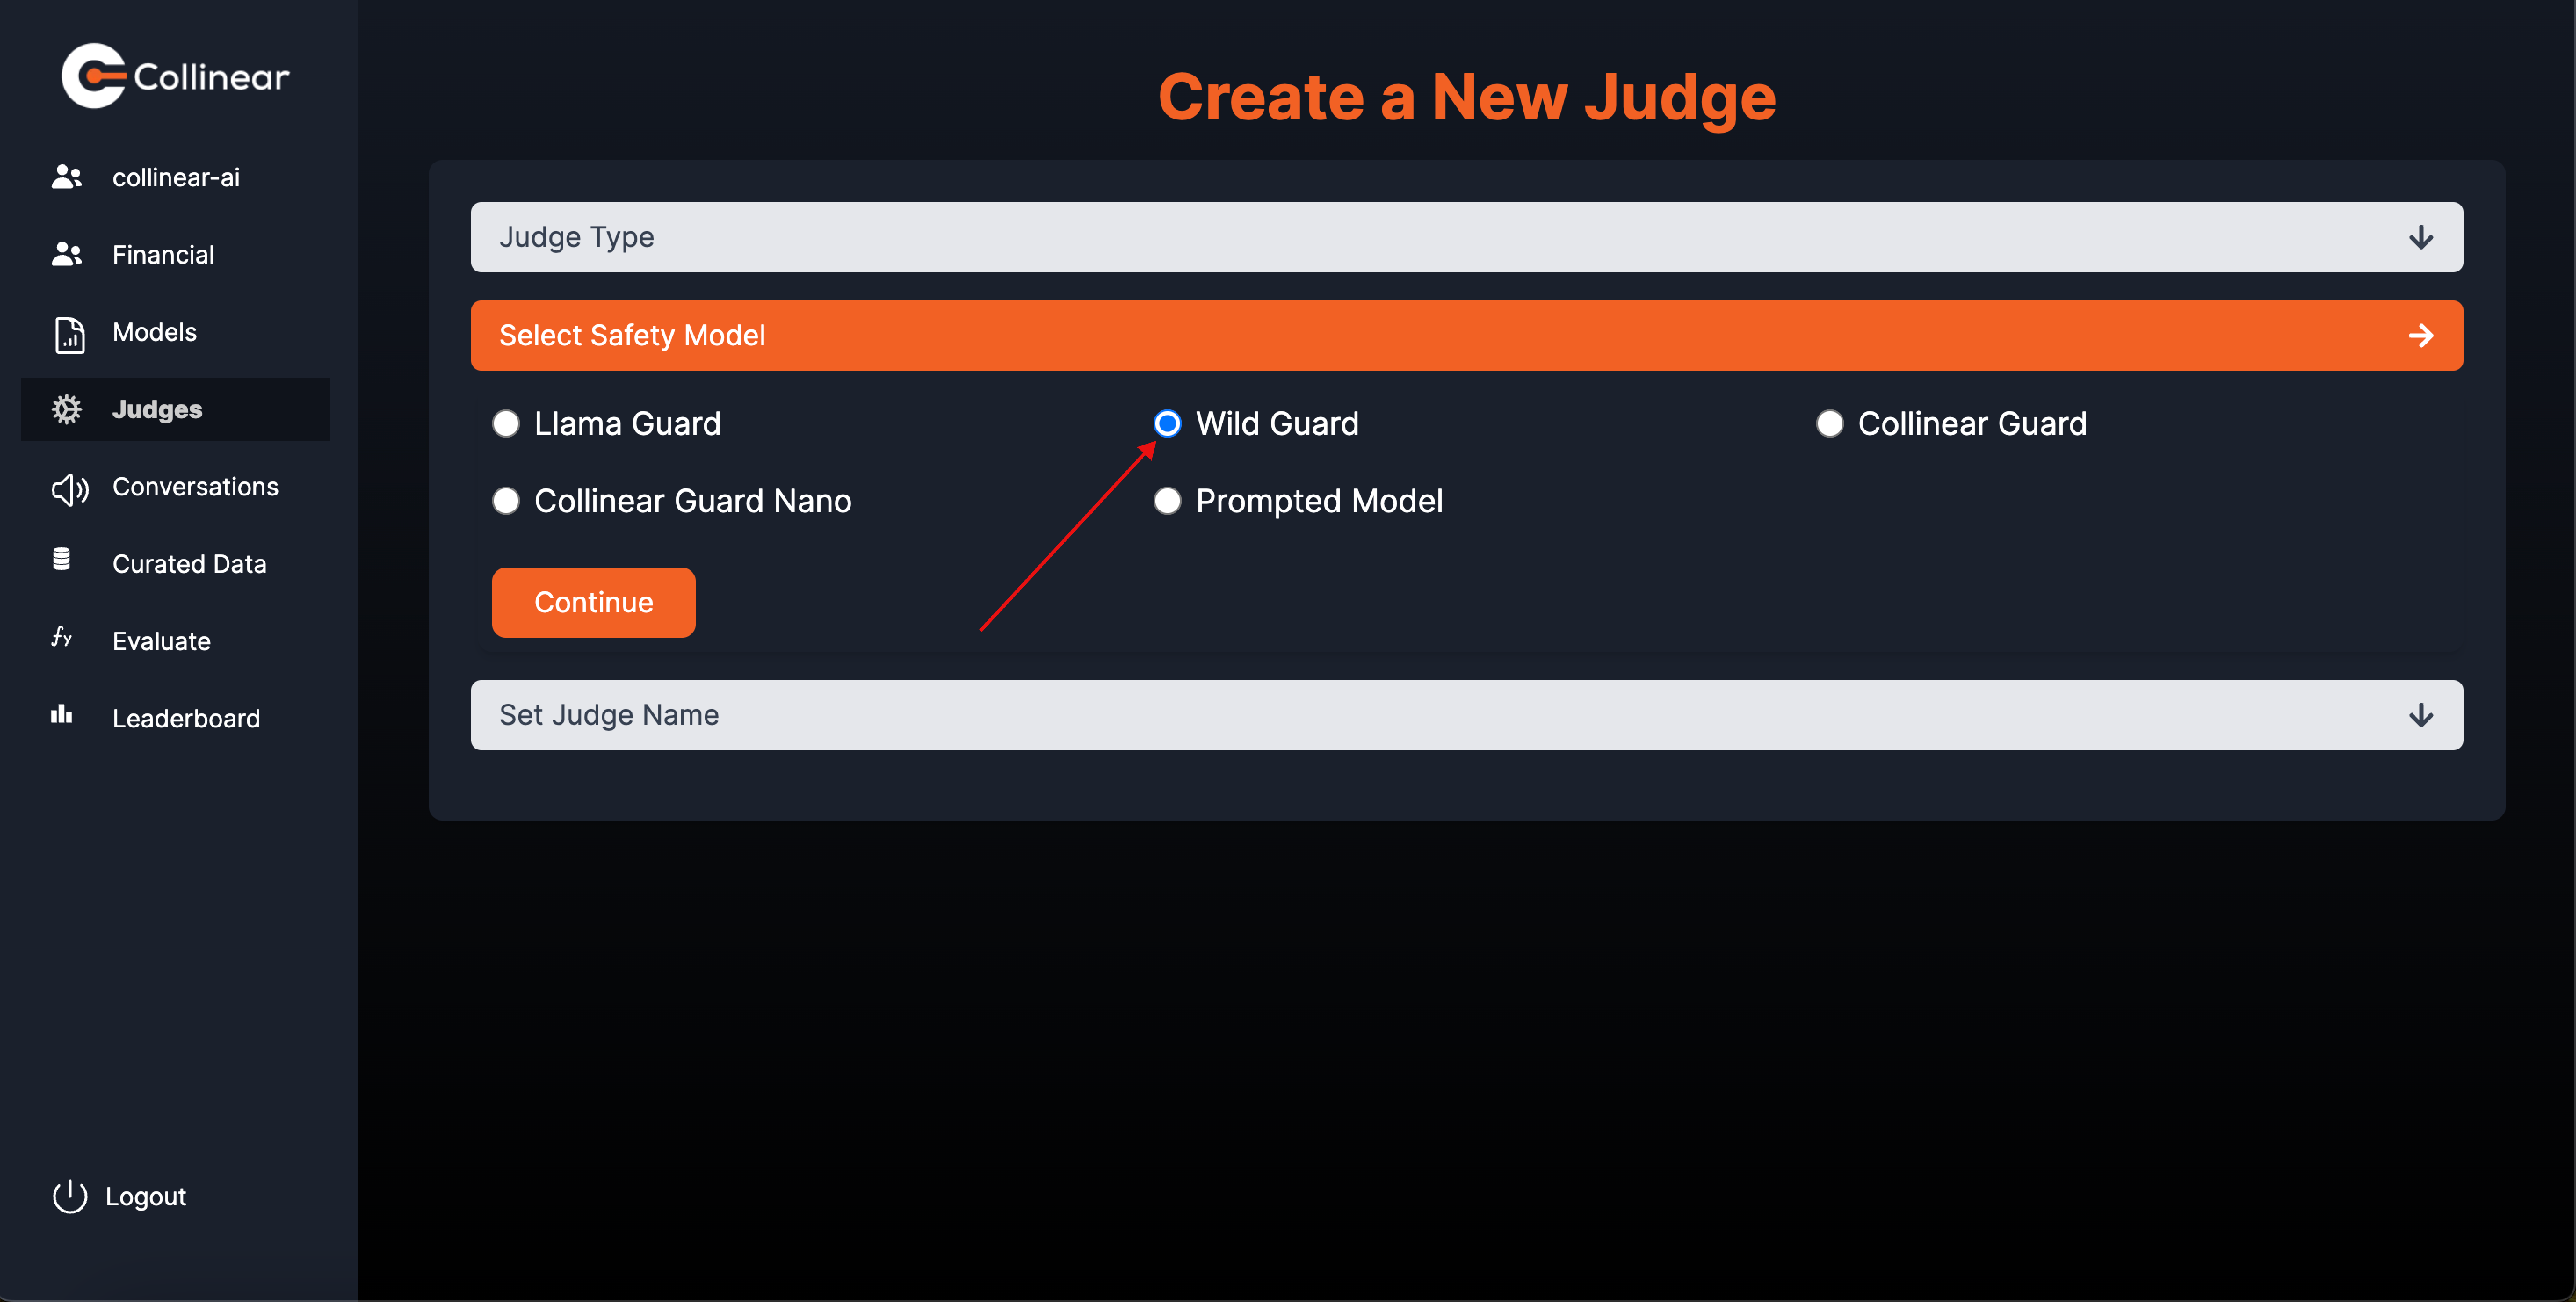 Collinear
collinear-ai
Financial
Models
Judges
Conversations
Curated Data
Evaluate
Leaderboard
Logout
Create a New Judge
Judge Type
Select Safety Model
Llama Guard
Wild Guard
Collinear Guard
Collinear Guard Nano
Prompted Model
Continue
Set Judge Name